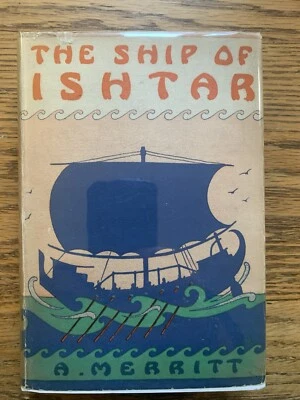 THE SHIP OF
ISHTAR
A. MERRITT